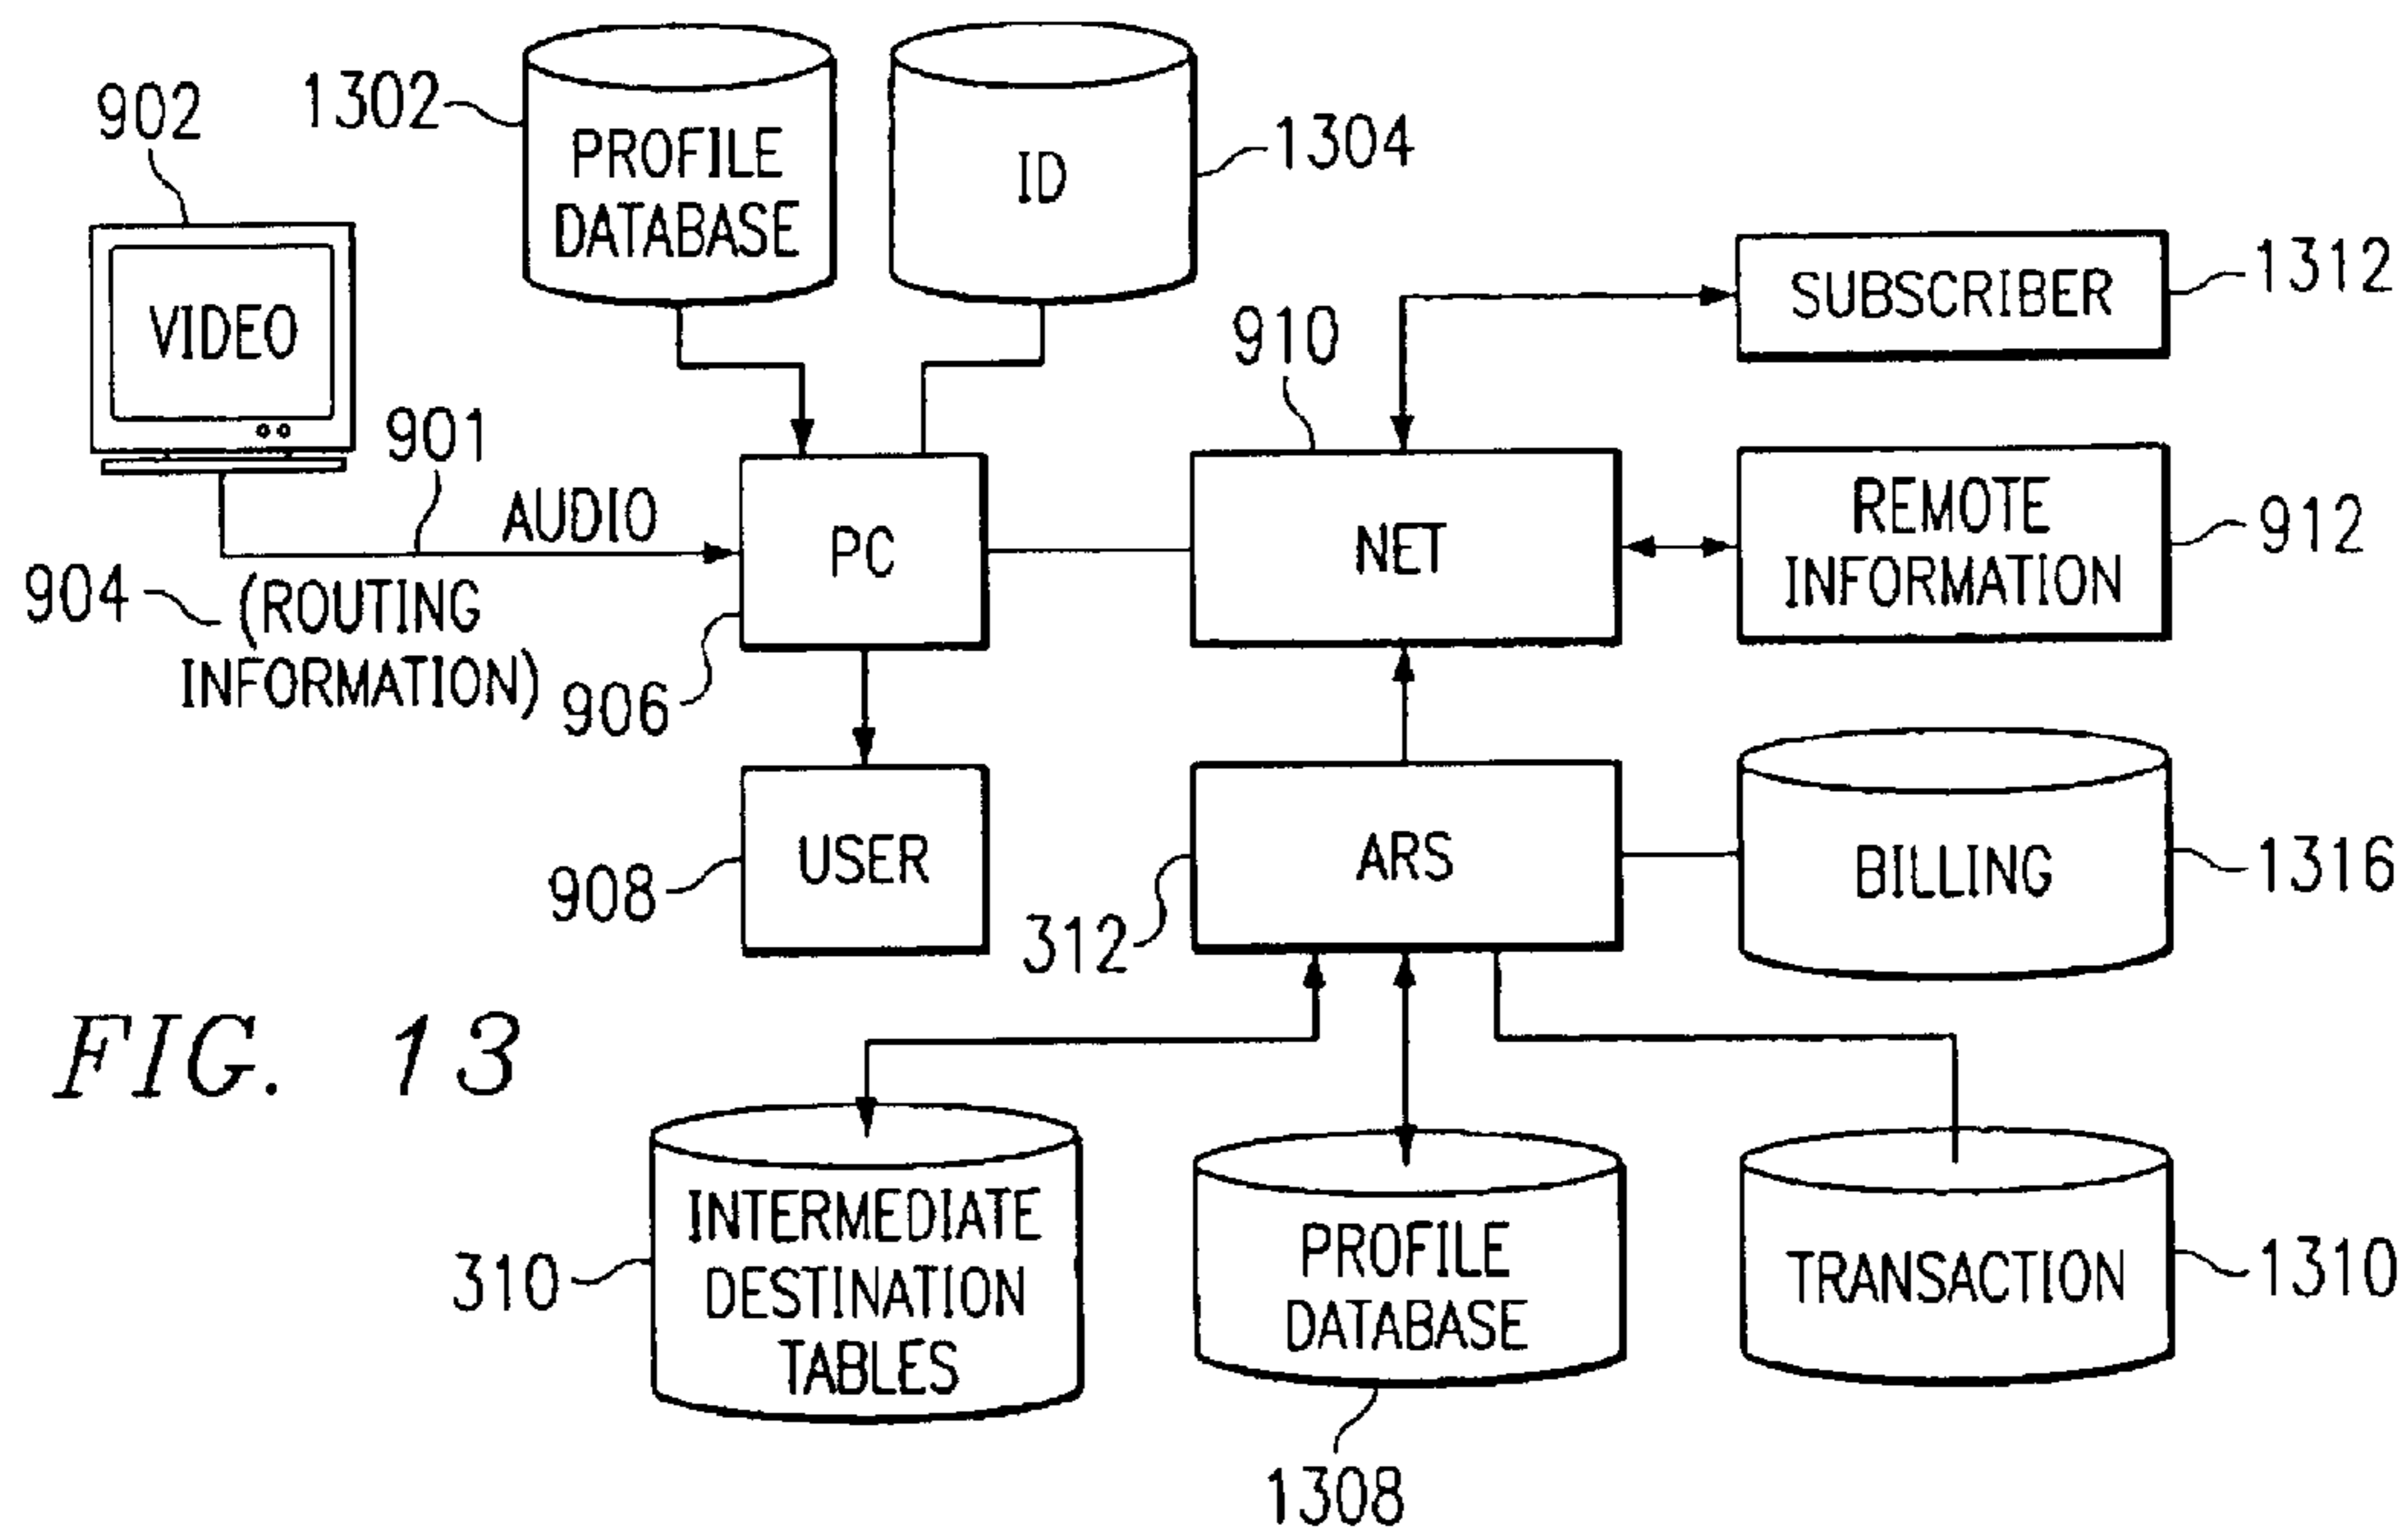 902
1302
PROFILE
DATABASE
ID
1304
VIDEO
SUBSCRIBER
1312
910
901
AUDIO
904
(ROUTING
INFORMATION)
906
PC
NET
REMOTE
INFORMATION
912
USER
908
312
ARS
BILLING
1316
FIG. 13
310
INTERMEDIATE
DESTINATION
TABLES
PROFILE
DATABASE
1308
TRANSACTION
1310